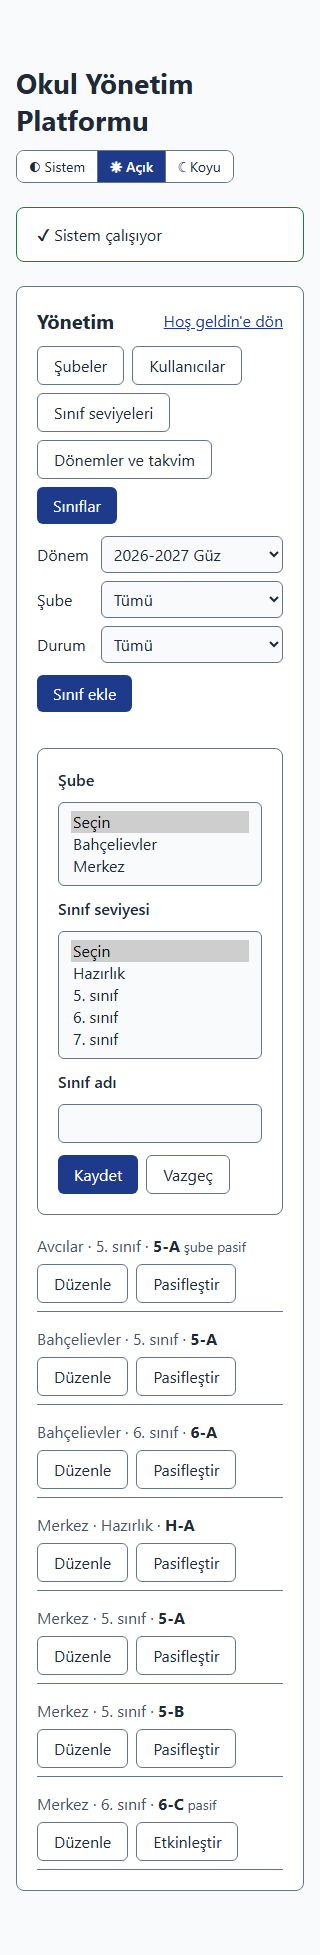 Okul Yönetim
Platformu
◐ Sistem ☀ Açık ☾ Koyu
✓ Sistem çalışıyor
Yönetim Hoş geldin'e dön
Şubeler Kullanıcılar
Sınıf seviyeleri
Dönemler ve takvim
Sınıflar
Dönem 2026-2027 Güz
Şube Tümü
Durum Tümü
Sınıf ekle
Şube
Seçin
Bahçelievler
Merkez
Sınıf seviyesi
Seçin
Hazırlık
5. sınıf
6. sınıf
7. sınıf
Sınıf adı
Kaydet Vazgeç
Avcılar · 5. sınıf · 5-A şube pasif
Düzenle Pasifleştir
Bahçelievler · 5. sınıf · 5-A
Düzenle Pasifleştir
Bahçelievler · 6. sınıf · 6-A
Düzenle Pasifleştir
Merkez · Hazırlık · H-A
Düzenle Pasifleştir
Merkez · 5. sınıf · 5-A
Düzenle Pasifleştir
Merkez · 5. sınıf · 5-B
Düzenle Pasifleştir
Merkez · 6. sınıf · 6-C pasif
Düzenle Etkinleştir